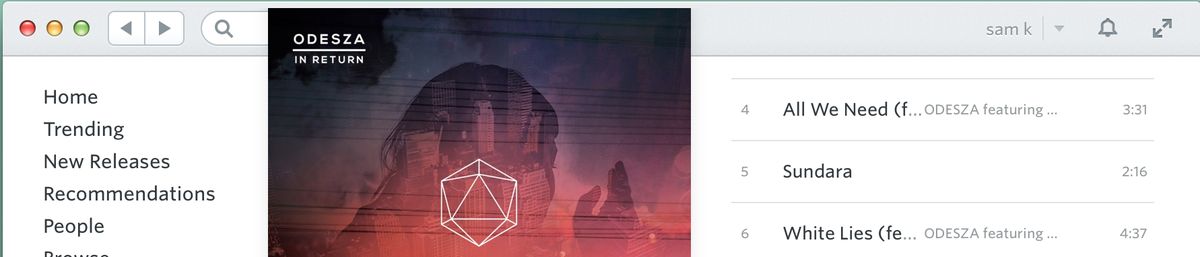 sam k
Home
Trending
New Releases
Recommendations
People
Browse
ODESZA
IN RETURN
4 All We Need (f... ODESZA featuring ... 3:31
5 Sundara 2:16
6 White Lies (fe... ODESZA featuring ... 4:37